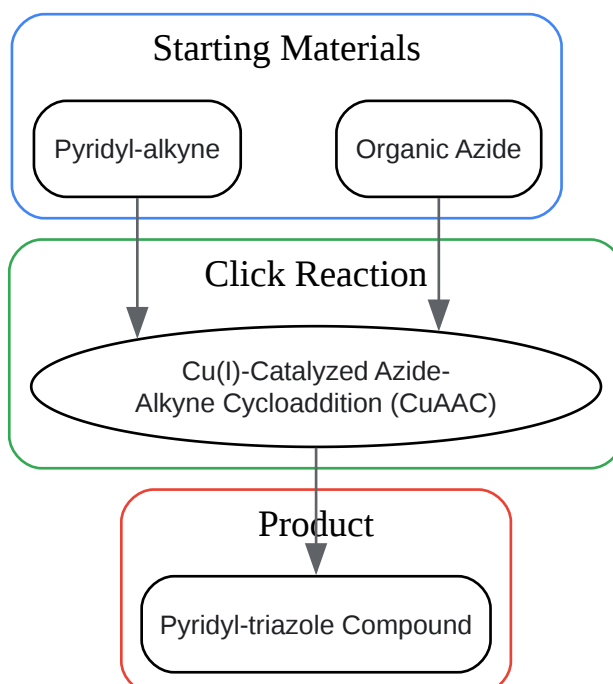 Starting Materials
Pyridyl-alkyne
Organic Azide
Click Reaction
Cu(I)-Catalyzed Azide-
Alkyne Cycloaddition (CuAAC)
Product
Pyridyl-triazole Compound